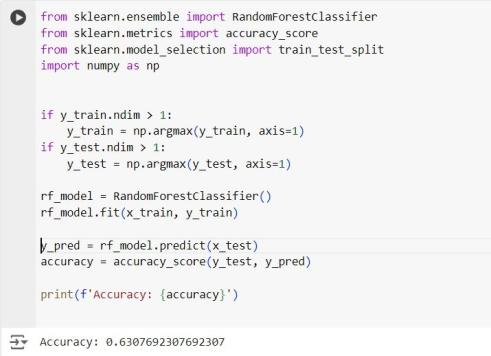 from sklearn.ensemble import RandomForestClassifier
from sklearn.metrics import accuracy_score
from sklearn.model_selection import train_test_split
import numpy as np
if y_train.ndim > 1:
    y_train = np.argmax(y_train, axis=1)
if y_test.ndim > 1:
    y_test = np.argmax(y_test, axis=1)
rf_model = RandomForestClassifier()
rf_model.fit(x_train, y_train)
y_pred = rf_model.predict(x_test)
accuracy = accuracy_score(y_test, y_pred)
print(f'Accuracy: {accuracy}')
Accuracy: 0.6307692307692307